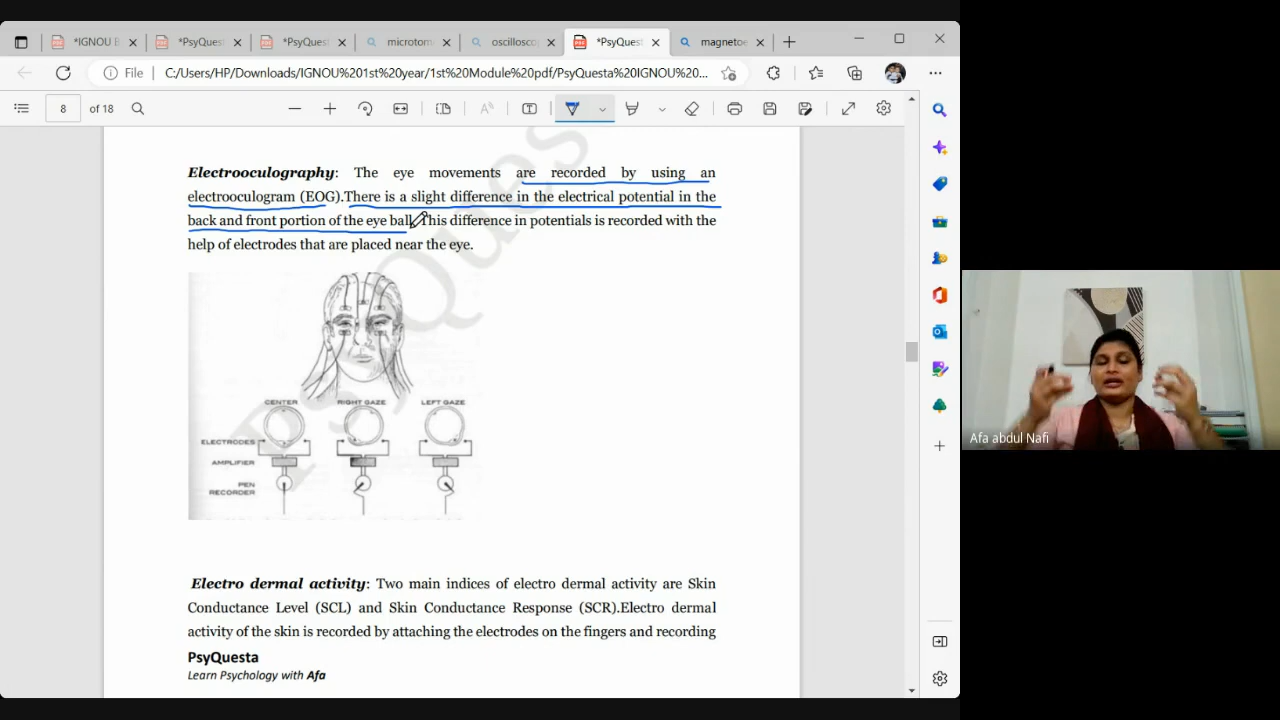 *IGNOU B
*PsyQuest
*PsyQuest
microtom
oscillosco
*PsyQuest
magnetoe
File
C:/Users/HP/Downloads/IGNOU%201st%20year/1st%20Module%20pdf/PsyQuesta%20IGNOU%20...
8 of 18
PsyQues
Electrooculography: The eye movements are recorded by using an
electrooculogram (EOG).There is a slight difference in the electrical potential in the
back and front portion of the eye ball. This difference in potentials is recorded with the
help of electrodes that are placed near the eye.
CENTER RIGHT GAZE LEFT GAZE
ELECTRODES
AMPLIFIER
PEN
RECORDER
Electro dermal activity: Two main indices of electro dermal activity are Skin
Conductance Level (SCL) and Skin Conductance Response (SCR).Electro dermal
activity of the skin is recorded by attaching the electrodes on the fingers and recording
PsyQuesta
Learn Psychology with Afa
Afa abdul Nafi